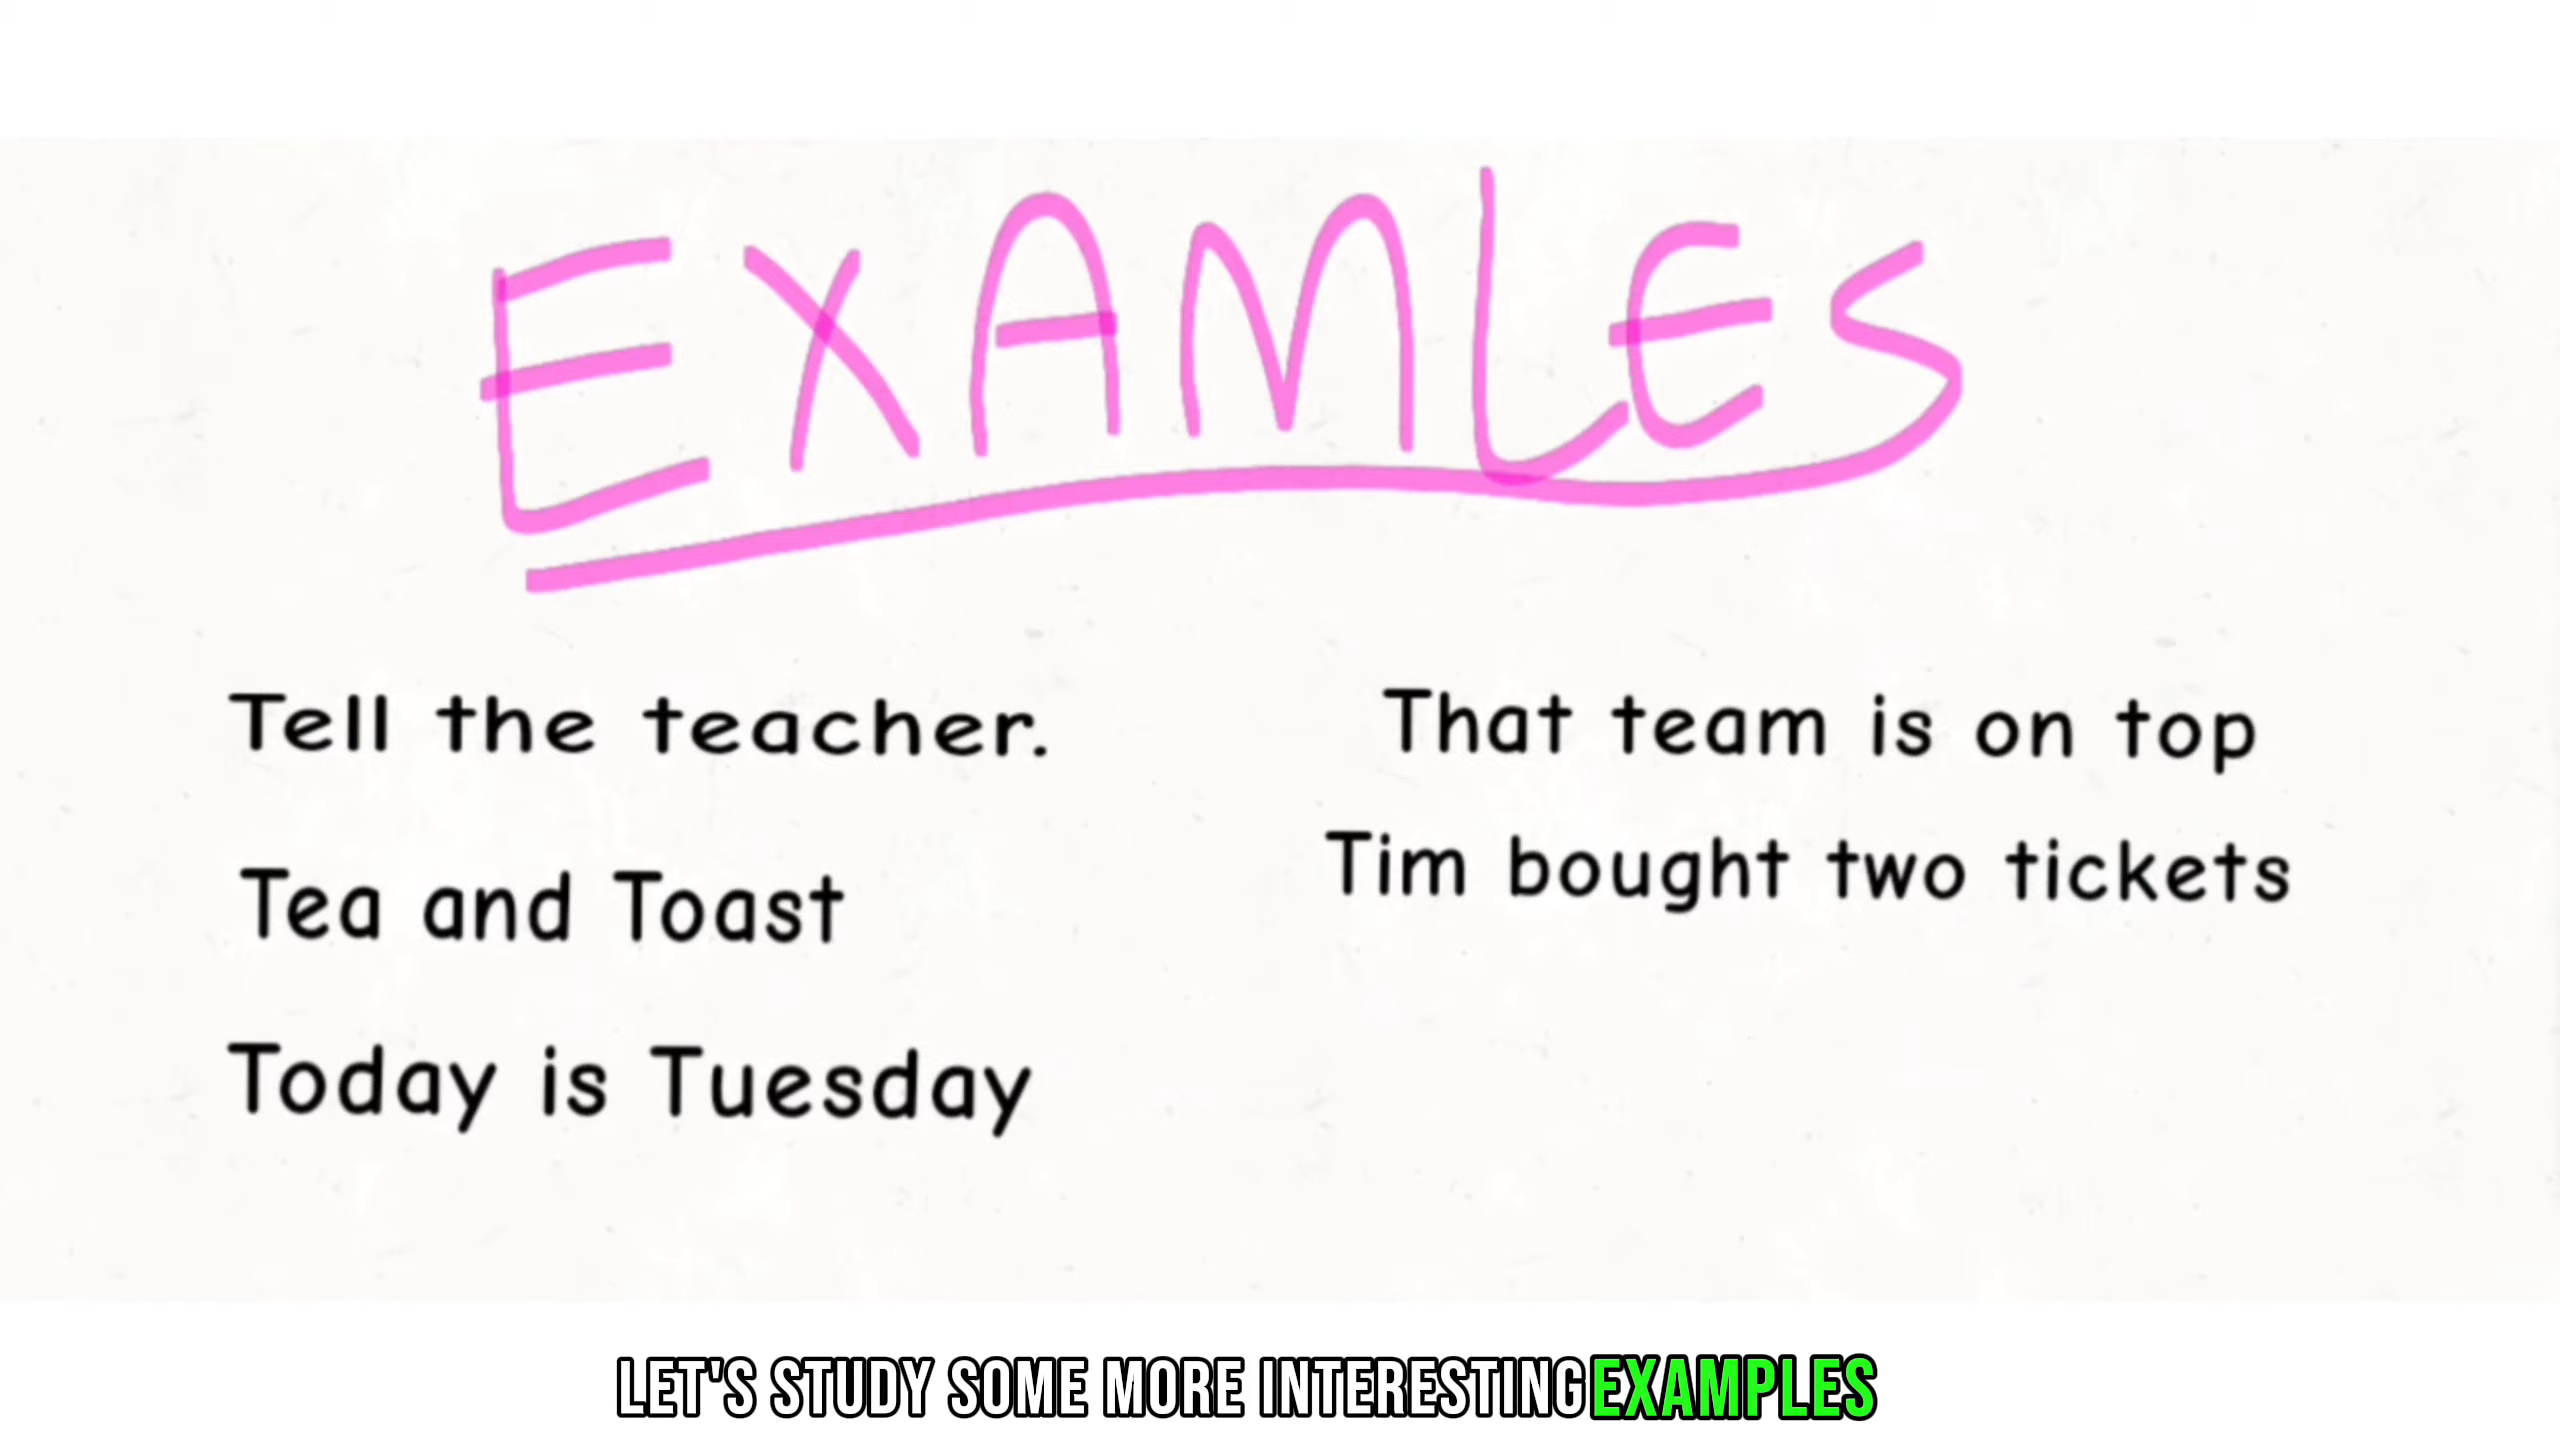 EXAMLES
Tell the teacher.
Tea and Toast
Today is Tuesday
That team is on top
Tim bought two tickets
LET'S STUDY SOME MORE INTERESTING EXAMPLES